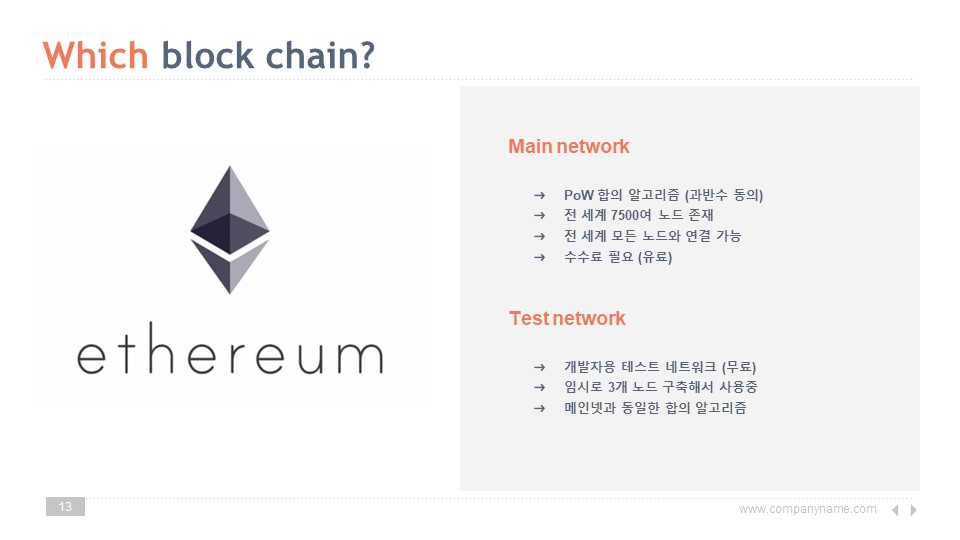 Which block chain?
ethereum
Main network
➔ PoW 합의 알고리즘 (과반수 동의)
➔ 전 세계 7500여 노드 존재
➔ 전 세계 모든 노드와 연결 가능
➔ 수수료 필요 (유료)
Test network
➔ 개발자용 테스트 네트워크 (무료)
➔ 임시로 3개 노드 구축해서 사용중
➔ 메인넷과 동일한 합의 알고리즘
13
www.companyname.com